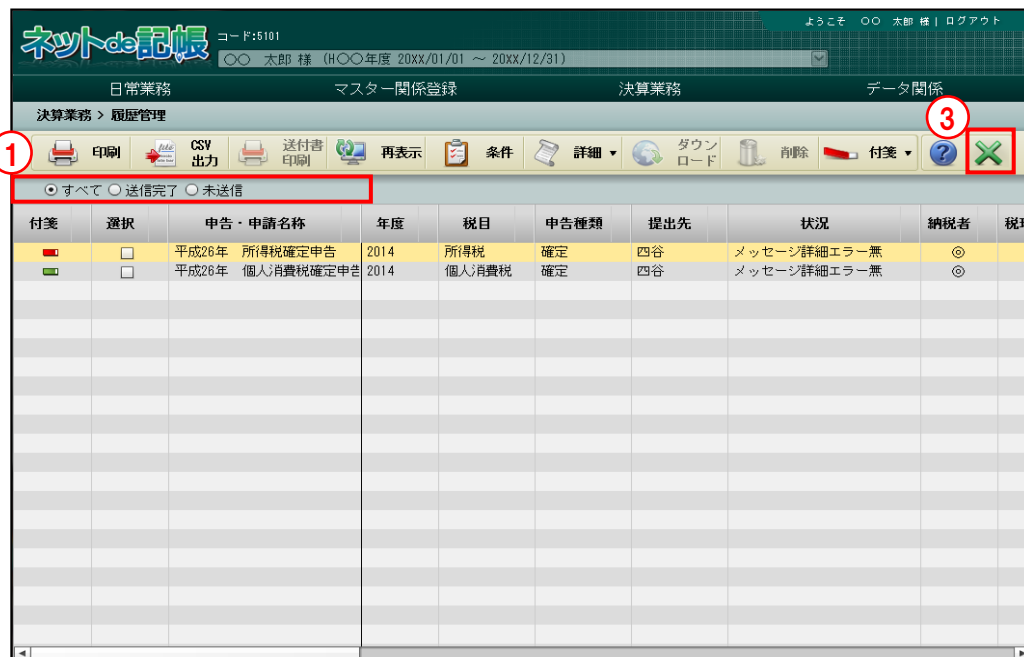 ようこそ 〇〇 太郎 様 | ログアウト
ネットde記帳 コード:5101
〇〇 太郎 様 (H〇〇年度 20XX/01/01 ～ 20XX/12/31)
日常業務 マスター関係登録 決算業務 データ関係
決算業務 > 履歴管理
1 印刷 CSV出力 送付書印刷 再表示 条件 詳細 ダウンロード 削除 付箋 ? 3
すべて 送信完了 未送信
付箋 選択 申告・申請名称 年度 税目 申告種類 提出先 状況 納税者
平成26年 所得税確定申告 2014 所得税 確定 四谷 メッセージ詳細エラー無 ◎
平成26年 個人消費税確定申告 2014 個人消費税 確定 四谷 メッセージ詳細エラー無 ◎